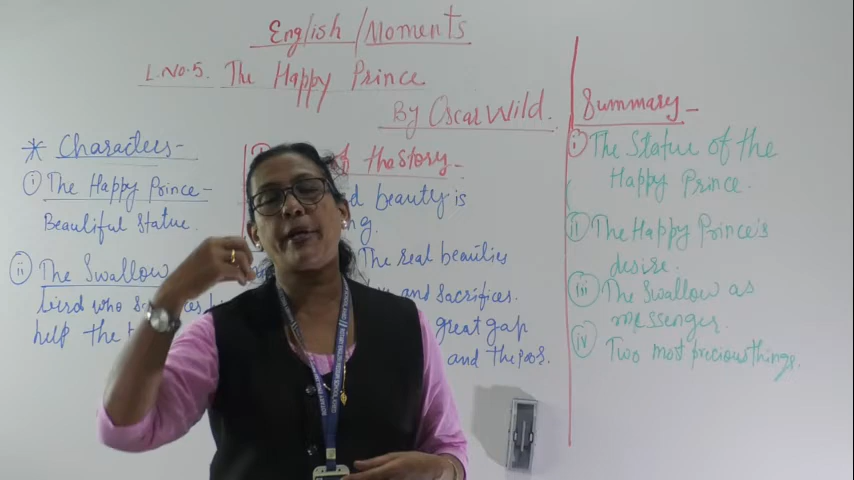 English/Moments
L.No.5. The Happy Prince
By Oscar Wild.
* Characters-
i The Happy Prince-
Beautiful Statue.
ii The Swallow
bird who
help the
of the Story-
beauty is
The real beauties
and sacrifices.
great gap
and the poor.
Summary-
i The Statue of the
Happy Prince.
ii The Happy Prince's
desire.
iii The Swallow as
messenger.
iv Two most precious things.